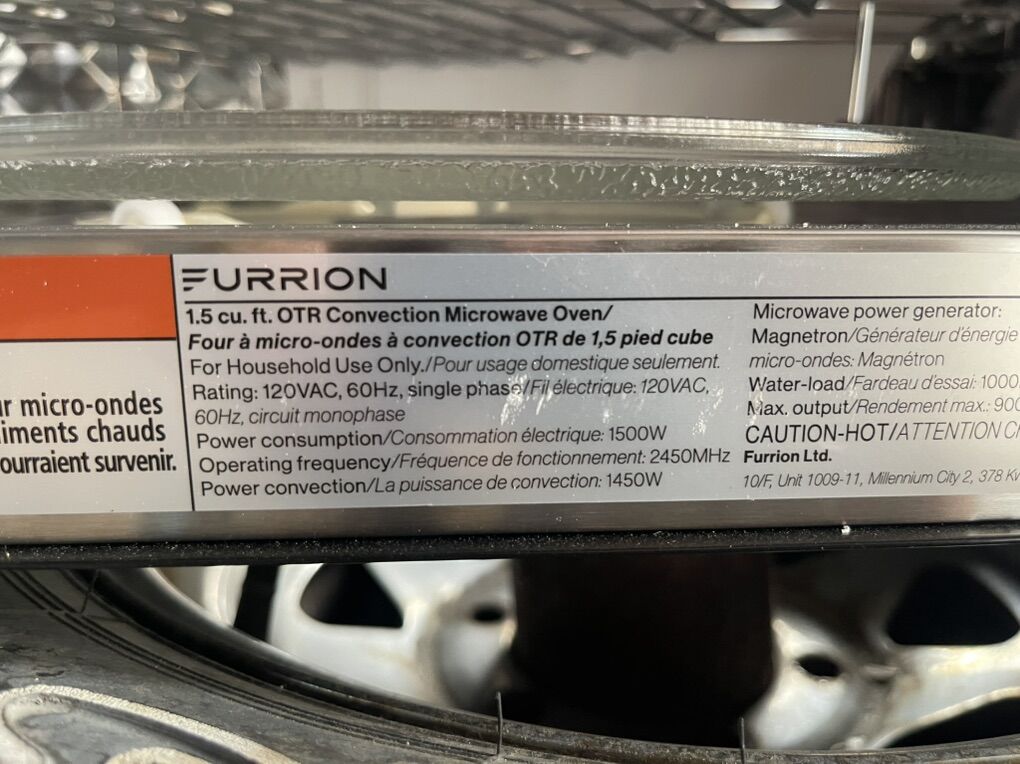 FURRION
1.5 cu. ft. OTR Convection Microwave Oven/
Four à micro-ondes à convection OTR de 1,5 pied cube
For Household Use Only./Pour usage domestique seulement.
Rating: 120VAC, 60Hz, single phase/Fil électrique: 120VAC,
60Hz, circuit monophase
Power consumption/Consommation électrique: 1500W
Operating frequency/Fréquence de fonctionnement: 2450MHz
Power convection/La puissance de convection: 1450W
Microwave power generator:
Magnetron/Générateur d'énergie
micro-ondes: Magnétron
Water-load/Fardeau d'essai: 1000
Max. output/Rendement max.: 900
CAUTION-HOT/ATTENTION
Furrion Ltd.
10/F, Unit 1009-11, Millennium City 2, 378
micro-ondes
chauds
survenir.